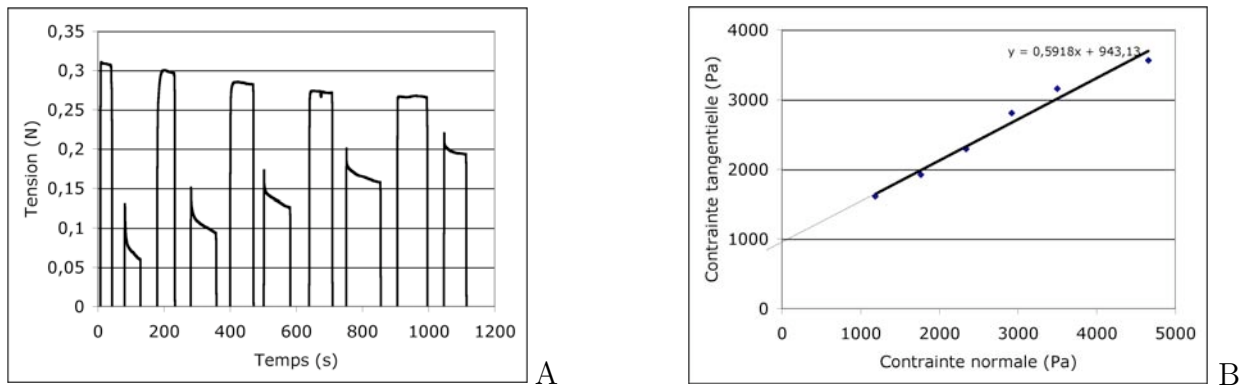 0,35
0,3
0,25
0,2
0,15
0,1
0,05
0
Tension (N)
0 200 400 600 800 1000 1200
Temps (s)
A
4000
3000
2000
1000
0
Contrainte tangentielle (Pa)
y = 0,5918x + 943,13
0 1000 2000 3000 4000 5000
Contrainte normale (Pa)
B